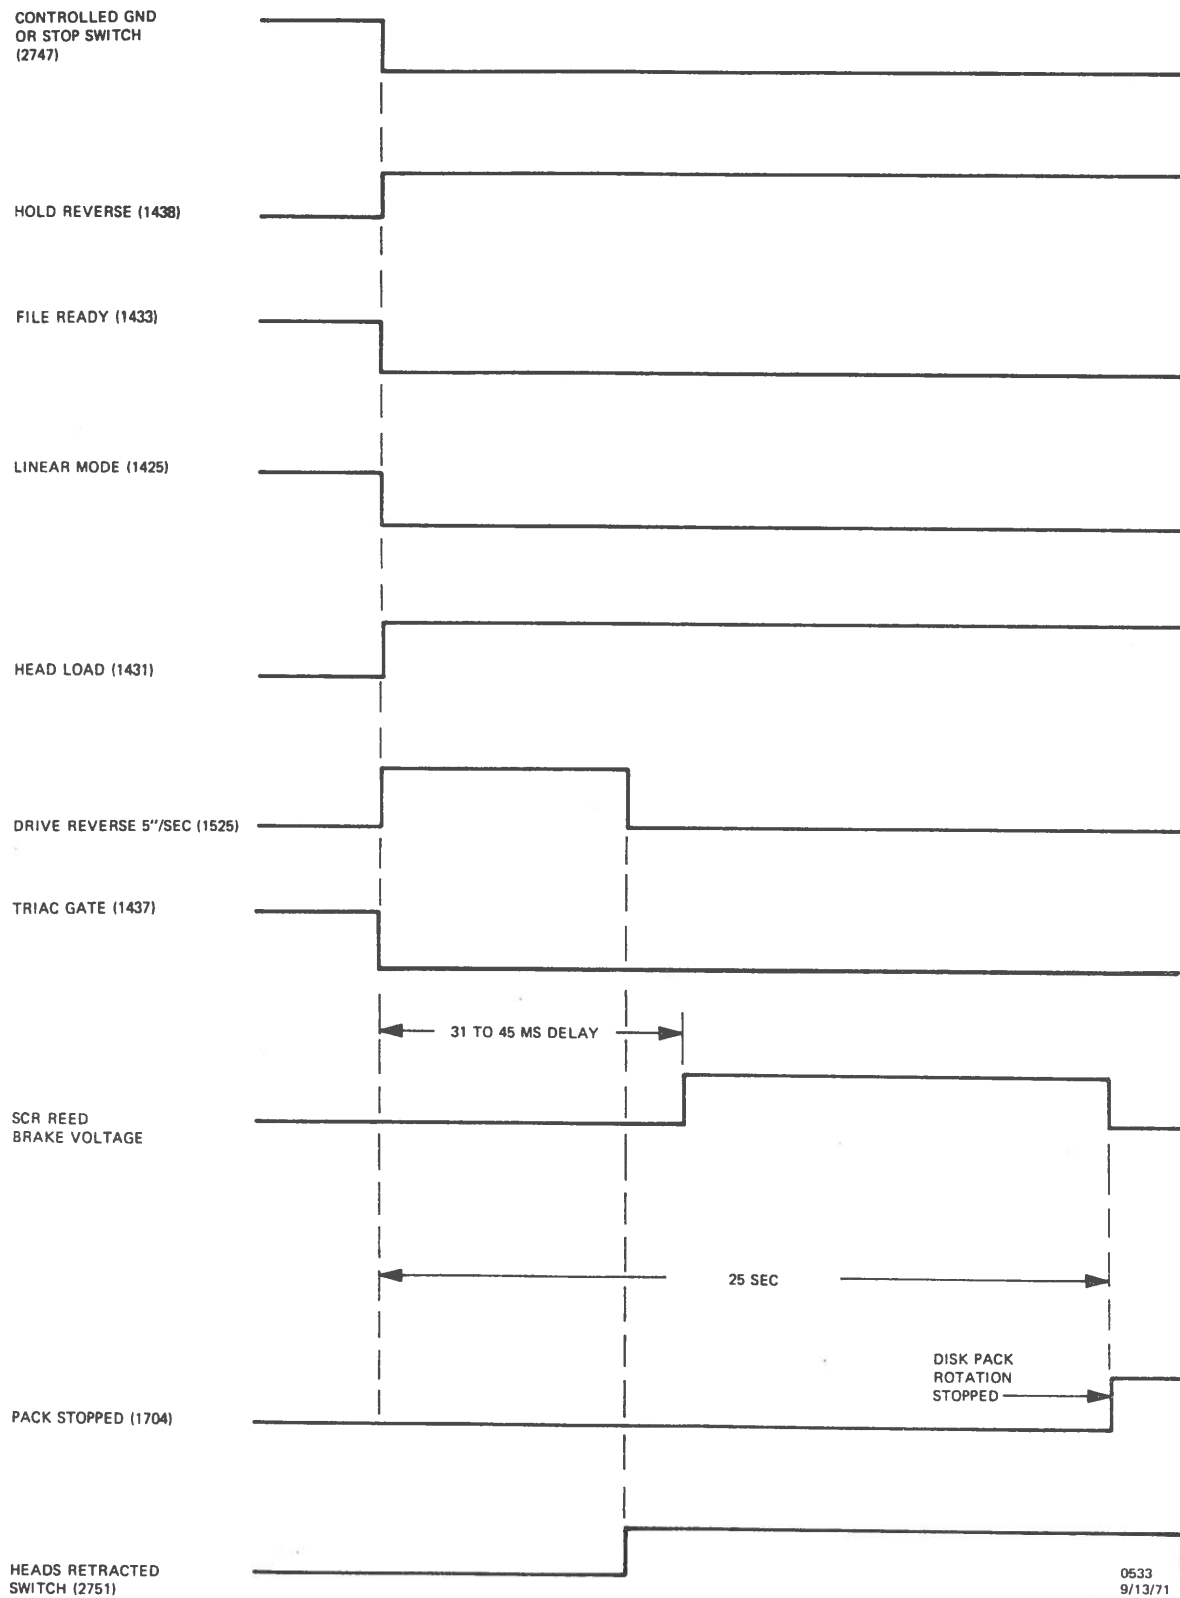 CONTROLLED GND
OR STOP SWITCH
(2747)
HOLD REVERSE (1438)
FILE READY (1433)
LINEAR MODE (1425)
HEAD LOAD (1431)
DRIVE REVERSE 5"/SEC (1525)
TRIAC GATE (1437)
31 TO 45 MS DELAY
SCR REED
BRAKE VOLTAGE
25 SEC
DISK PACK
ROTATION
STOPPED
PACK STOPPED (1704)
HEADS RETRACTED
SWITCH (2751)
0533
9/13/71